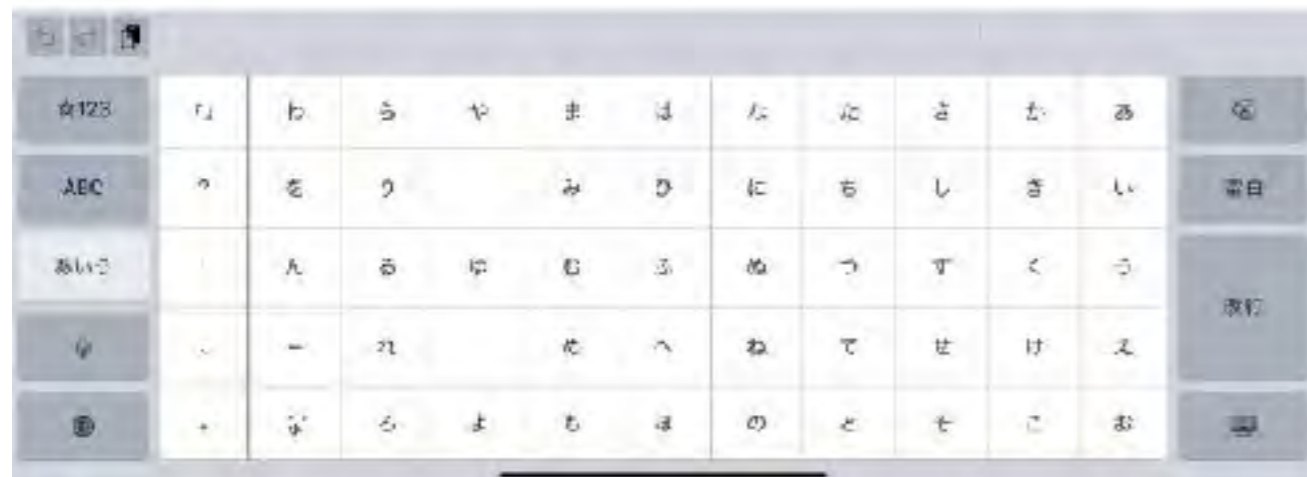 ☆123 わ らやまはなたさかあ
ABC ? を り み ひ に ち し き い 空白
あいう ! ん る ゆ む ふ ぬ つ す く う
改行
、 ー れ め へ ね て せ け え
。 ろ よ も ほ の と そ こ お